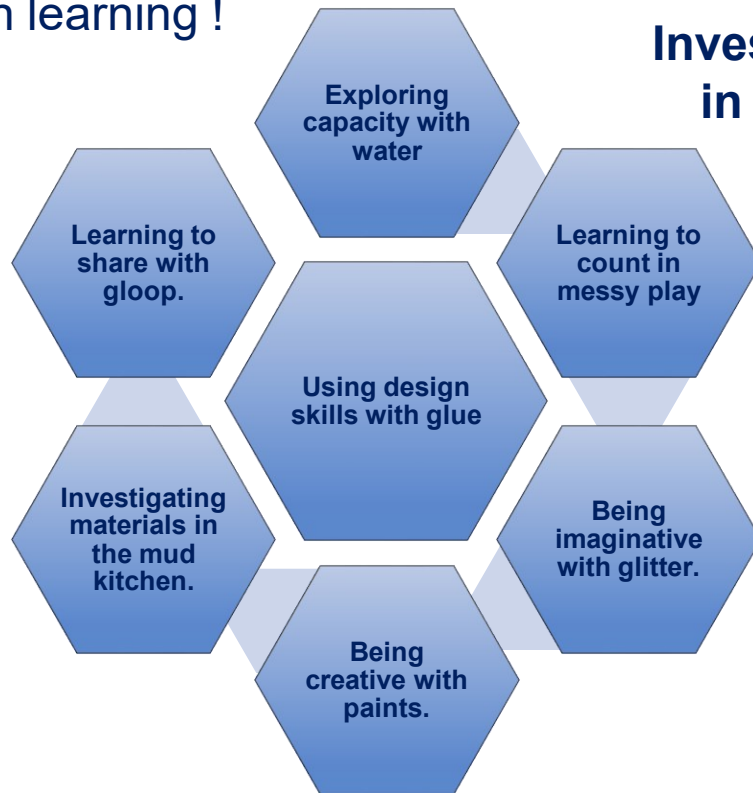 n learning !
Inves
in
Exploring
capacity with
water
Learning to
share with
gloop.
Learning to
count in
messy play
Using design
skills with glue
Investigating
materials in
the mud
kitchen.
Being
imaginative
with glitter.
Being
creative with
paints.